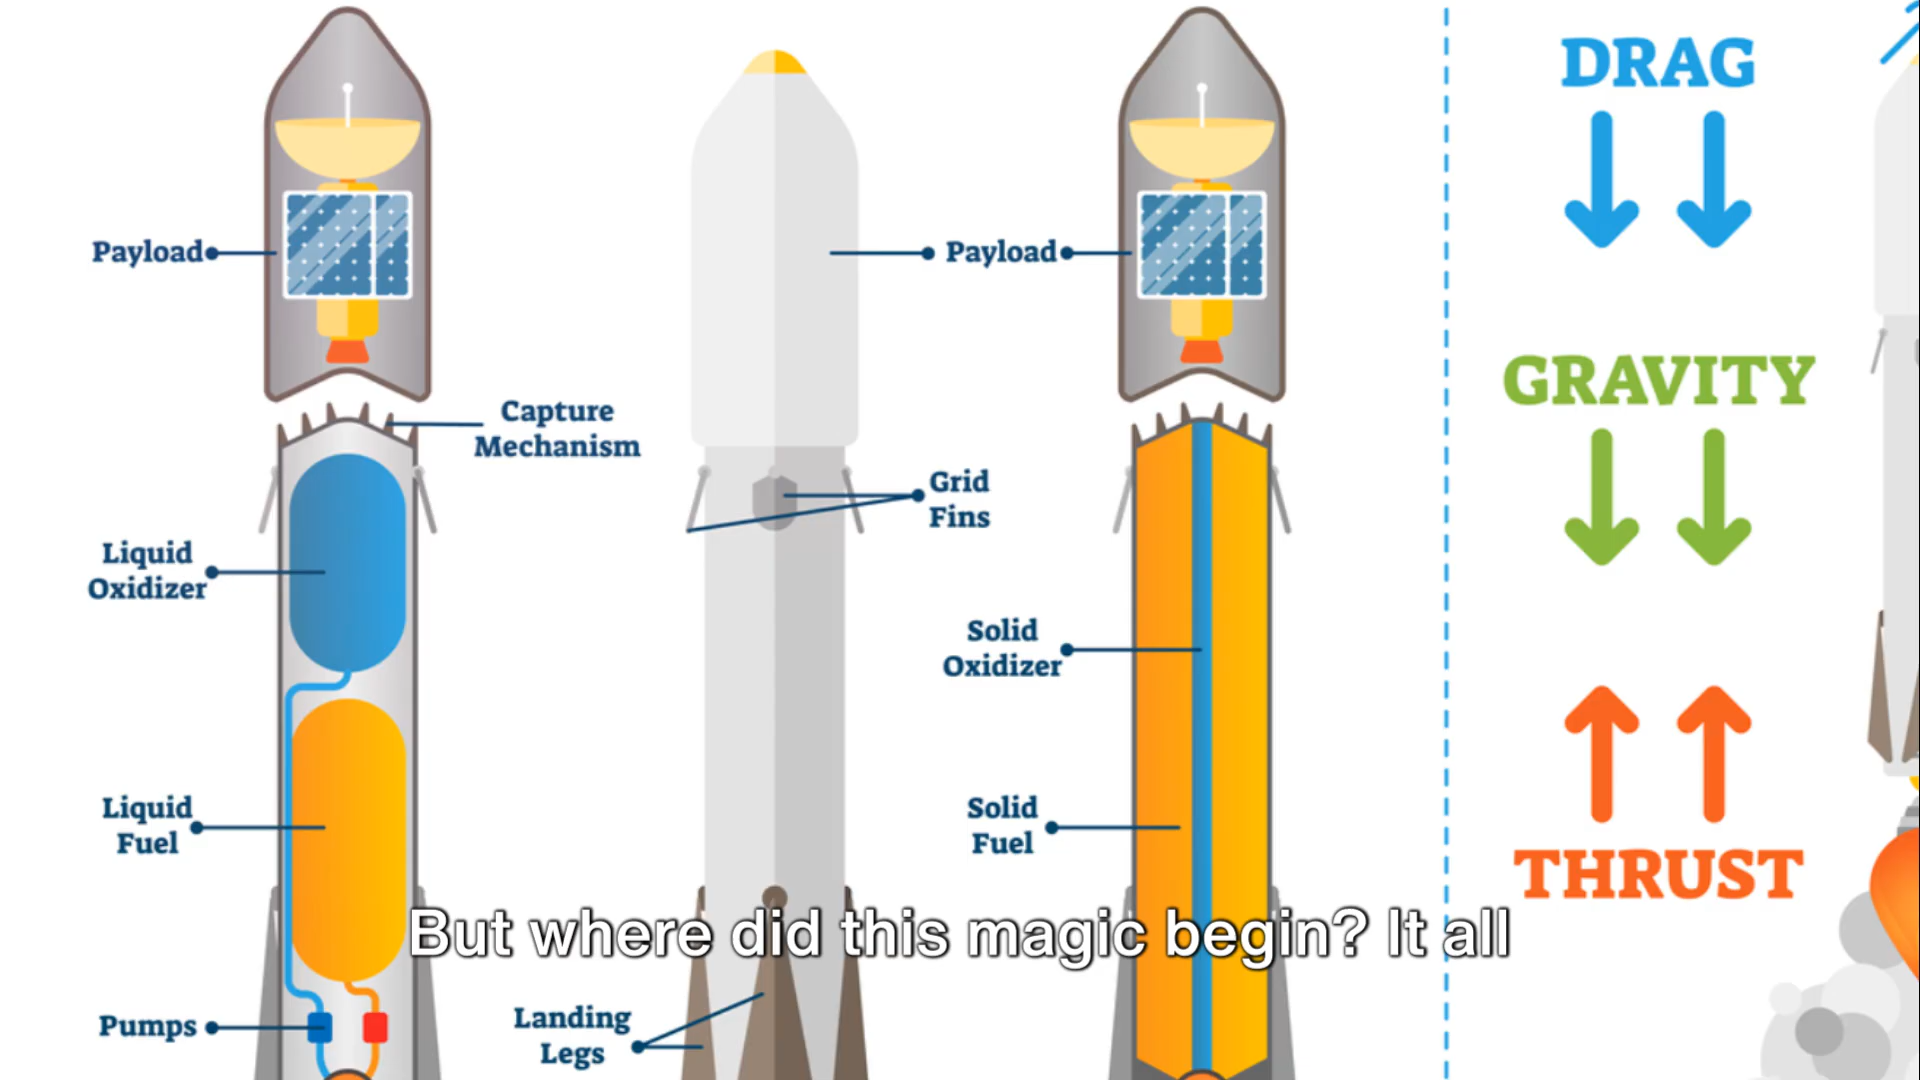 Payload
Capture
Mechanism
Liquid
Oxidizer
Liquid
Fuel
Pumps
Landing
Legs
Payload
Grid
Fins
Solid
Oxidizer
Solid
Fuel
DRAG
GRAVITY
THRUST
But where did this magic begin? It all